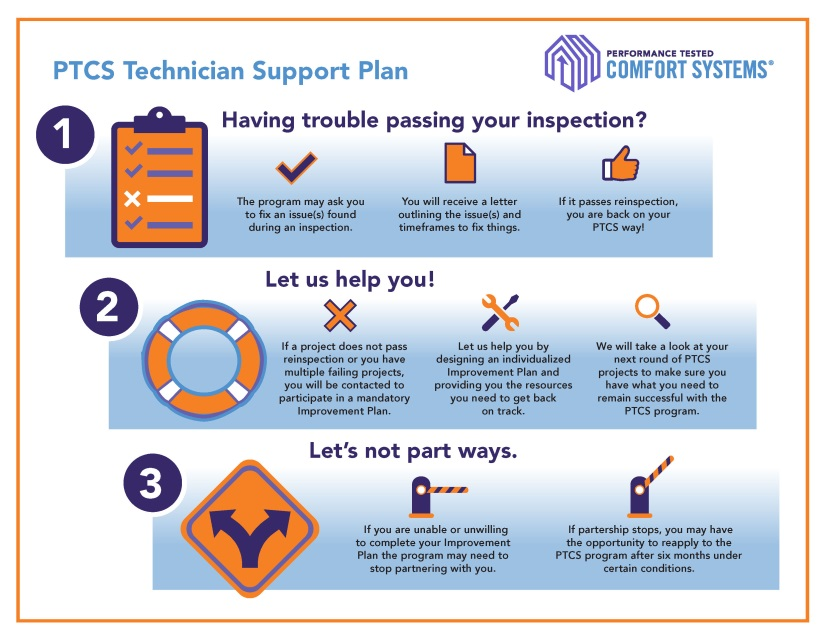 PTCS Technician Support Plan
PERFORMANCE TESTED
COMFORT SYSTEMS®
1
Having trouble passing your inspection?
The program may ask you
to fix an issue(s) found
during an inspection.
You will receive a letter
outlining the issue(s) and
timeframes to fix things.
If it passes reinspection,
you are back on your
PTCS way!
2
Let us help you!
If a project does not pass
reinspection or you have
multiple failing projects,
you will be contacted to
participate in a mandatory
Improvement Plan.
Let us help you by
designing an individualized
Improvement Plan and
providing you the resources
you need to get back
on track.
We will take a look at your
next round of PTCS
projects to make sure you
have what you need to
remain successful with the
PTCS program.
3
Let's not part ways.
If you are unable or unwilling
to complete your Improvement
Plan the program may need to
stop partnering with you.
If partership stops, you may have
the opportunity to reapply to the
PTCS program after six months under
certain conditions.